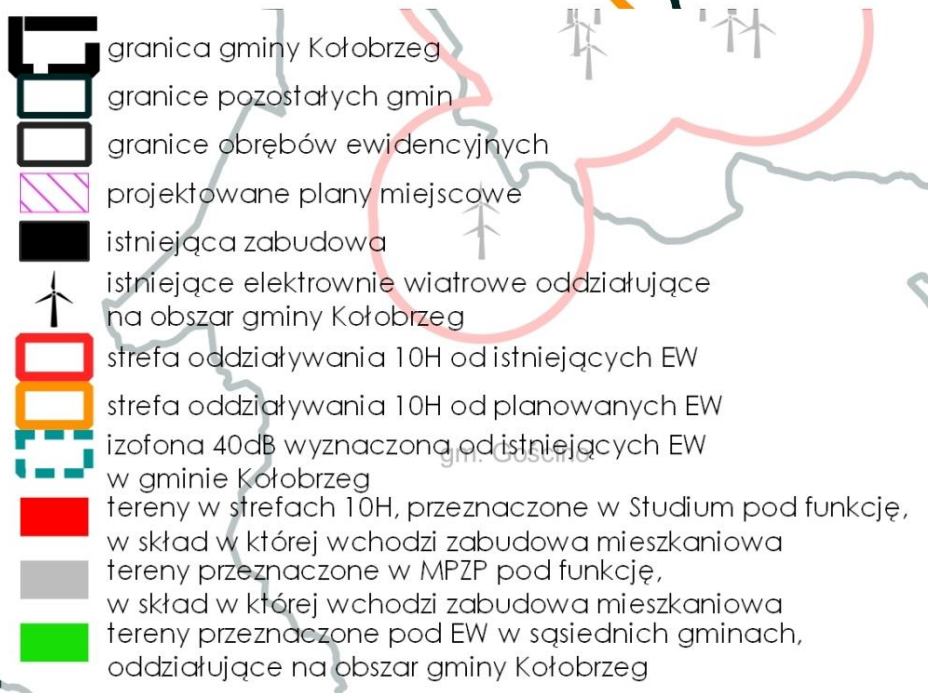 granica gminy Kołobrzeg
granice pozostałych gmin
granice obrębów ewidencyjnych
projektowane plany miejscowe
istniejąca zabudowa
istniejące elektrownie wiatrowe oddziałujące
na obszar gminy Kołobrzeg
strefa oddziaływania 10H od istniejących EW
strefa oddziaływania 10H od planowanych EW
izofona 40dB wyznaczona od istniejących EW
gm. Gościno
w gminie Kołobrzeg
tereny w strefach 10H, przeznaczone w Studium pod funkcję,
w skład w której wchodzi zabudowa mieszkaniowa
tereny przeznaczone w MPZP pod funkcję,
w skład w której wchodzi zabudowa mieszkaniowa
tereny przeznaczone pod EW w sąsiednich gminach,
oddziałujące na obszar gminy Kołobrzeg